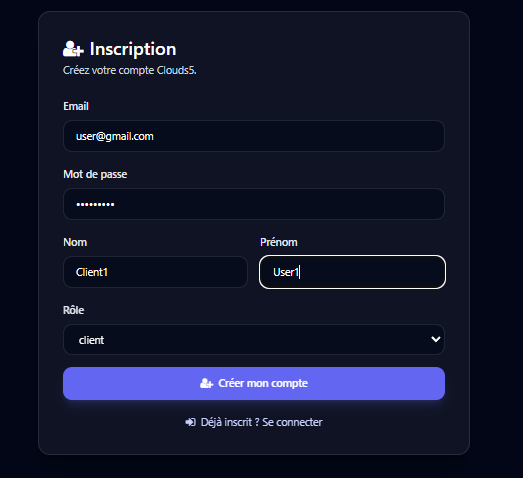 Inscription
Créez votre compte Clouds5.
Email
user@gmail.com
Mot de passe
•••••••••
Nom Prénom
Client1 User1
Rôle
client
Créer mon compte
Déjà inscrit ? Se connecter